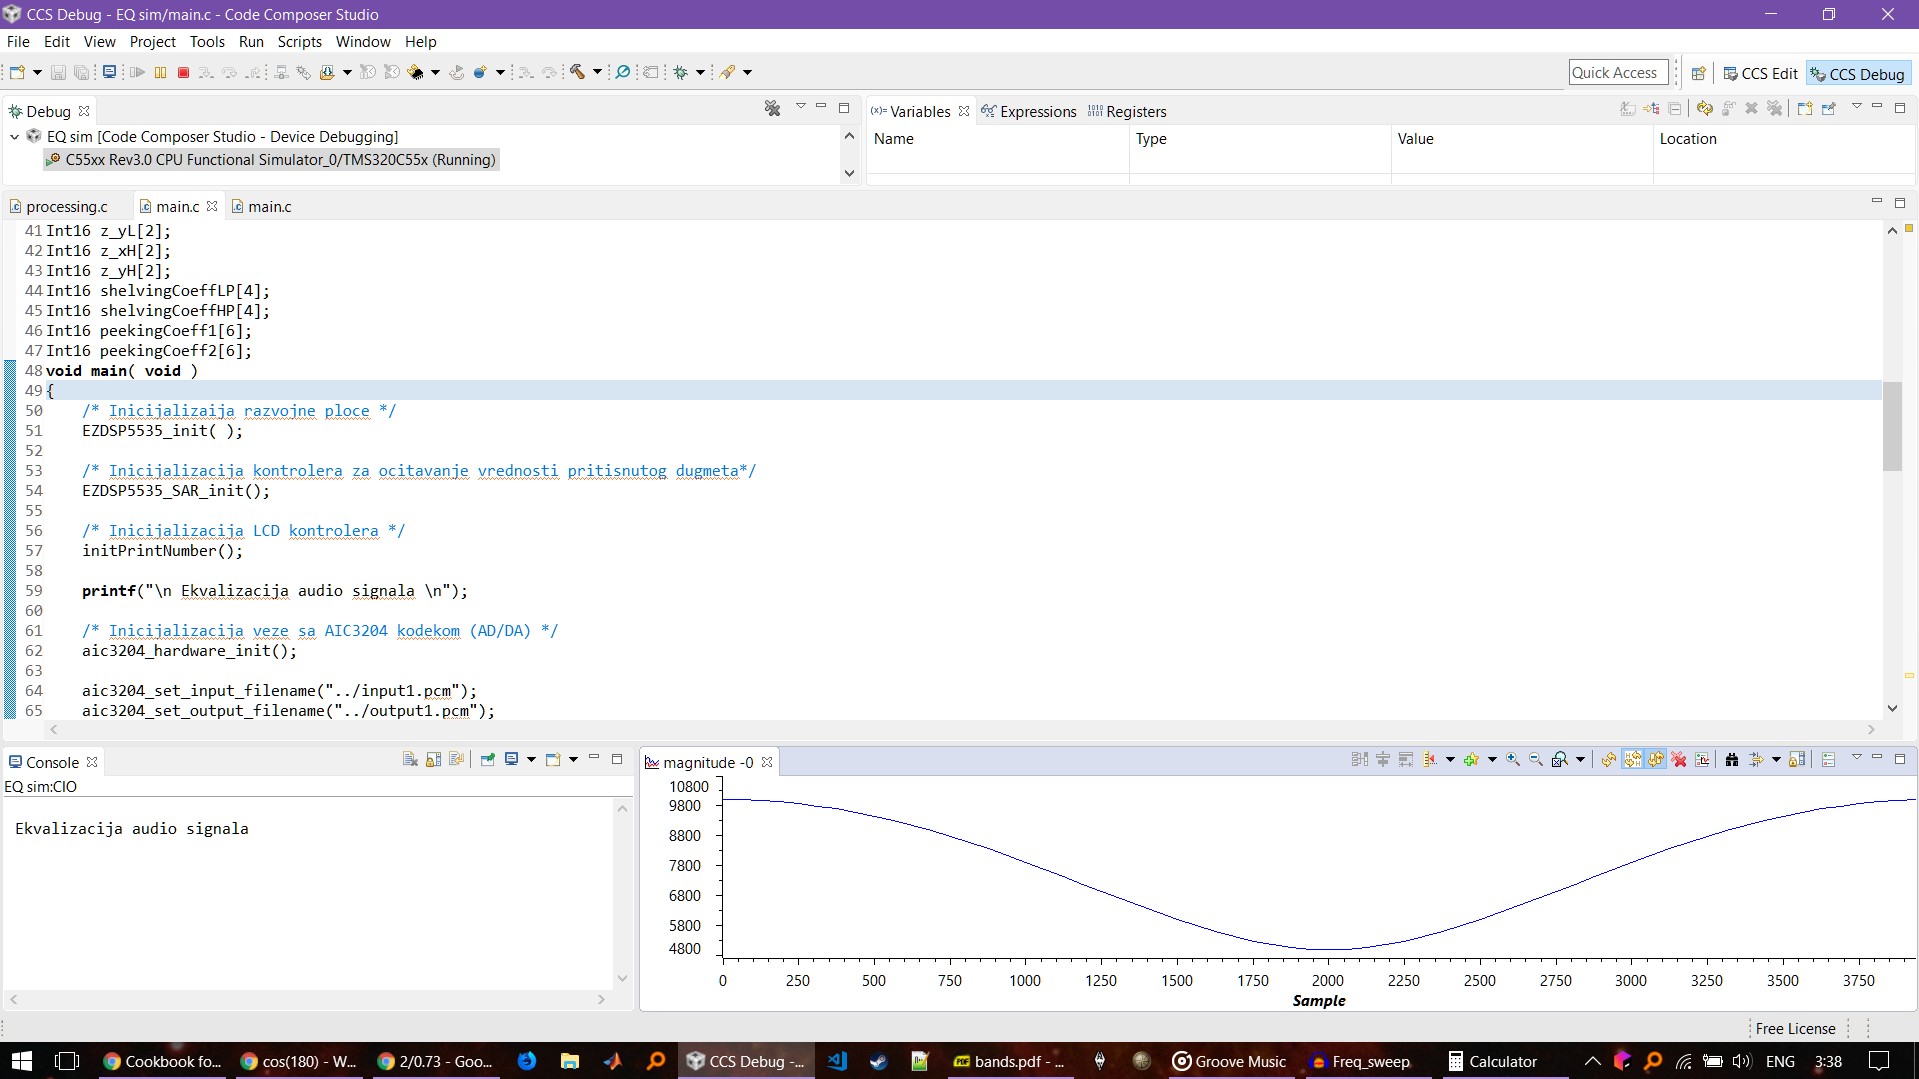 CCS Debug - EQ sim/main.c - Code Composer Studio
File Edit View Project Tools Run Scripts Window Help
Quick Access
CCS Edit
CCS Debug
Debug
EQ sim [Code Composer Studio - Device Debugging]
C55xx Rev3.0 CPU Functional Simulator_0/TMS320C55x (Running)
(x)= Variables
Expressions
1010 0101 Registers
Name Type Value Location
processing.c
main.c
main.c
41 Int16 z_yL[2];
42 Int16 z_xH[2];
43 Int16 z_yH[2];
44 Int16 shelvingCoeffLP[4];
45 Int16 shelvingCoeffHP[4];
46 Int16 peekingCoeff1[6];
47 Int16 peekingCoeff2[6];
48 void main( void )
49 {
50 /* Inicijalizaija razvojne ploce */
51 EZDSP5535_init( );
52
53 /* Inicijalizacija kontrolera za ocitavanje vrednosti pritisnutog dugmeta*/
54 EZDSP5535_SAR_init();
55
56 /* Inicijalizacija LCD kontrolera */
57 initPrintNumber();
58
59 printf("\n Ekvalizacija audio signala \n");
60
61 /* Inicijalizacija veze sa AIC3204 kodekom (AD/DA) */
62 aic3204_hardware_init();
63
64 aic3204_set_input_filename("../input1.pcm");
65 aic3204_set_output_filename("../output1.pcm");
Console
EQ sim:CIO
Ekvalizacija audio signala
magnitude -0
10800
9800
8800
7800
6800
5800
4800
0 250 500 750 1000 1250 1500 1750 2000 2250 2500 2750 3000 3250 3500 3750
Sample
Free License
Cookbook fo...
cos(180) - W...
2/0.73 - Goo...
CCS Debug -...
bands.pdf - ...
Groove Music
Freq_sweep
Calculator
ENG
3:38